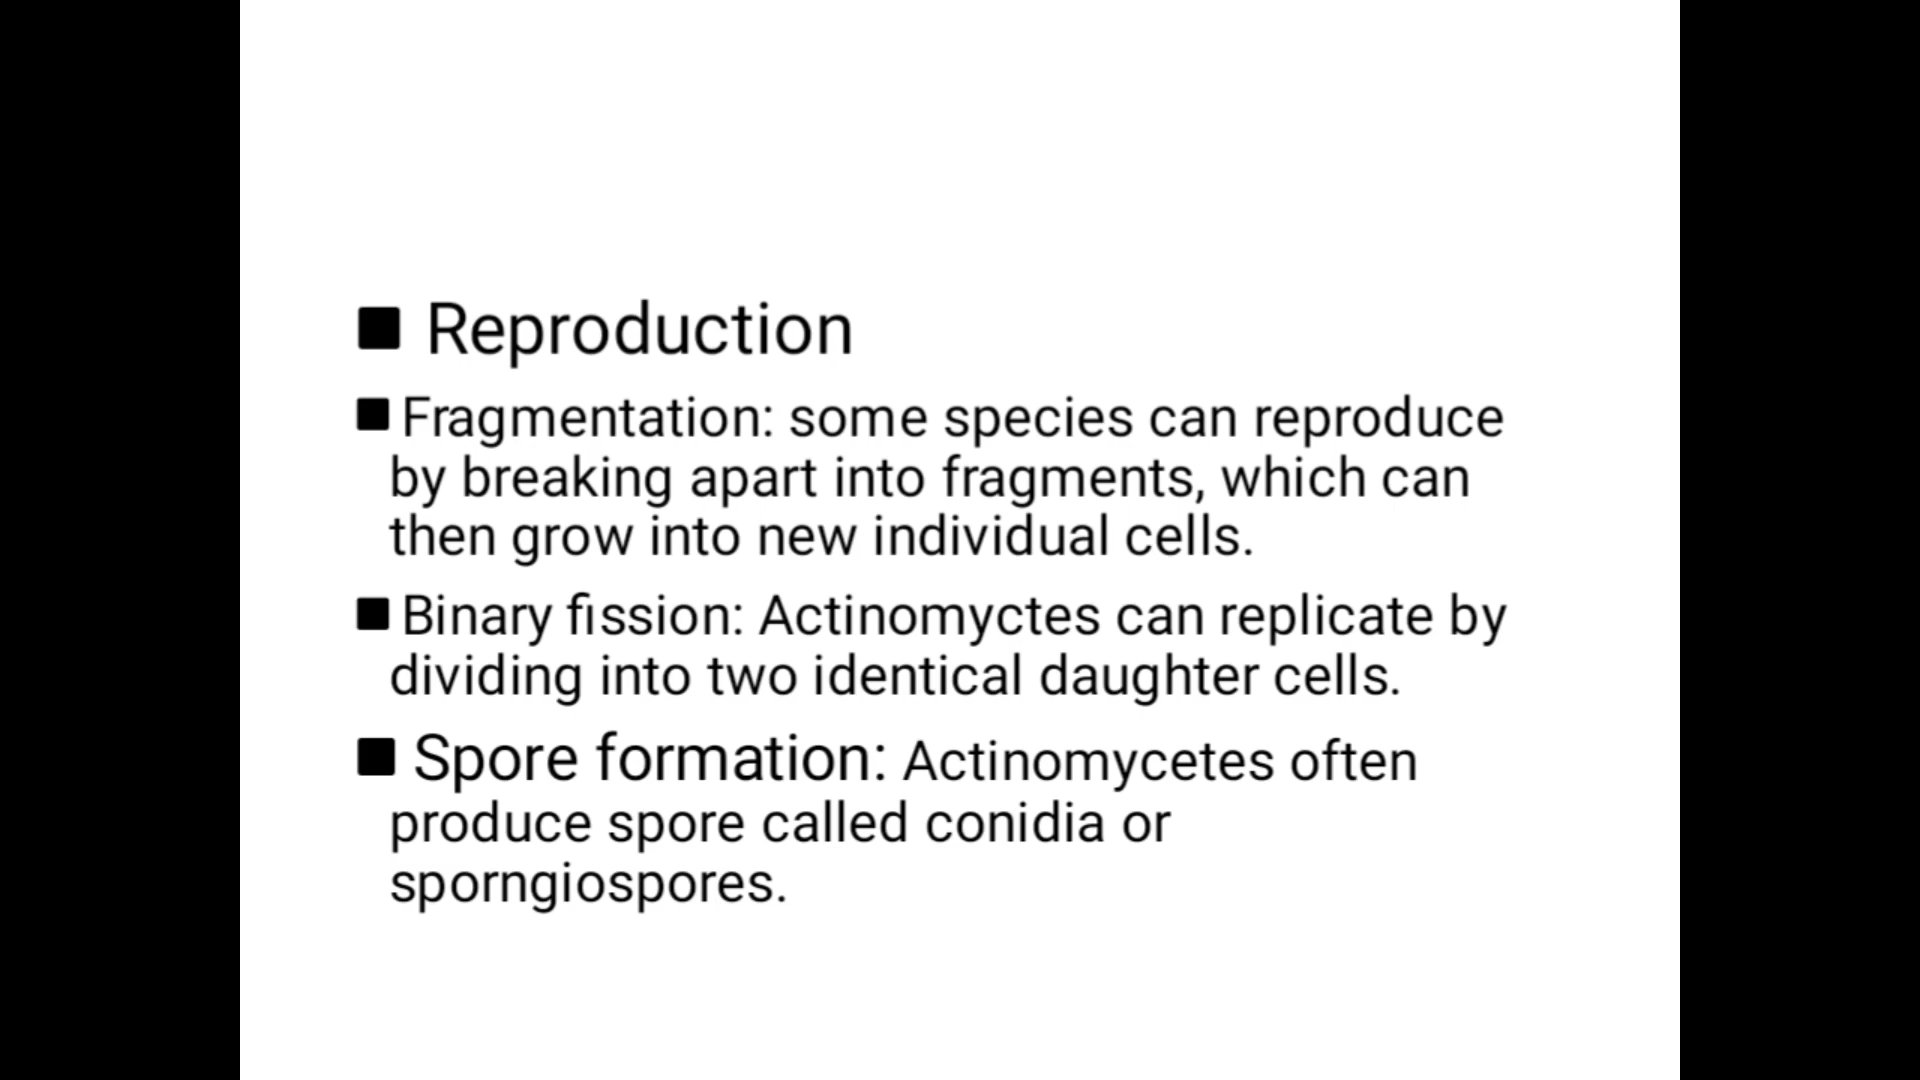 ■ Reproduction
■ Fragmentation: some species can reproduce
by breaking apart into fragments, which can
then grow into new individual cells.
■ Binary fission: Actinomyctes can replicate by
dividing into two identical daughter cells.
■ Spore formation: Actinomycetes often
produce spore called conidia or
sporngiospores.